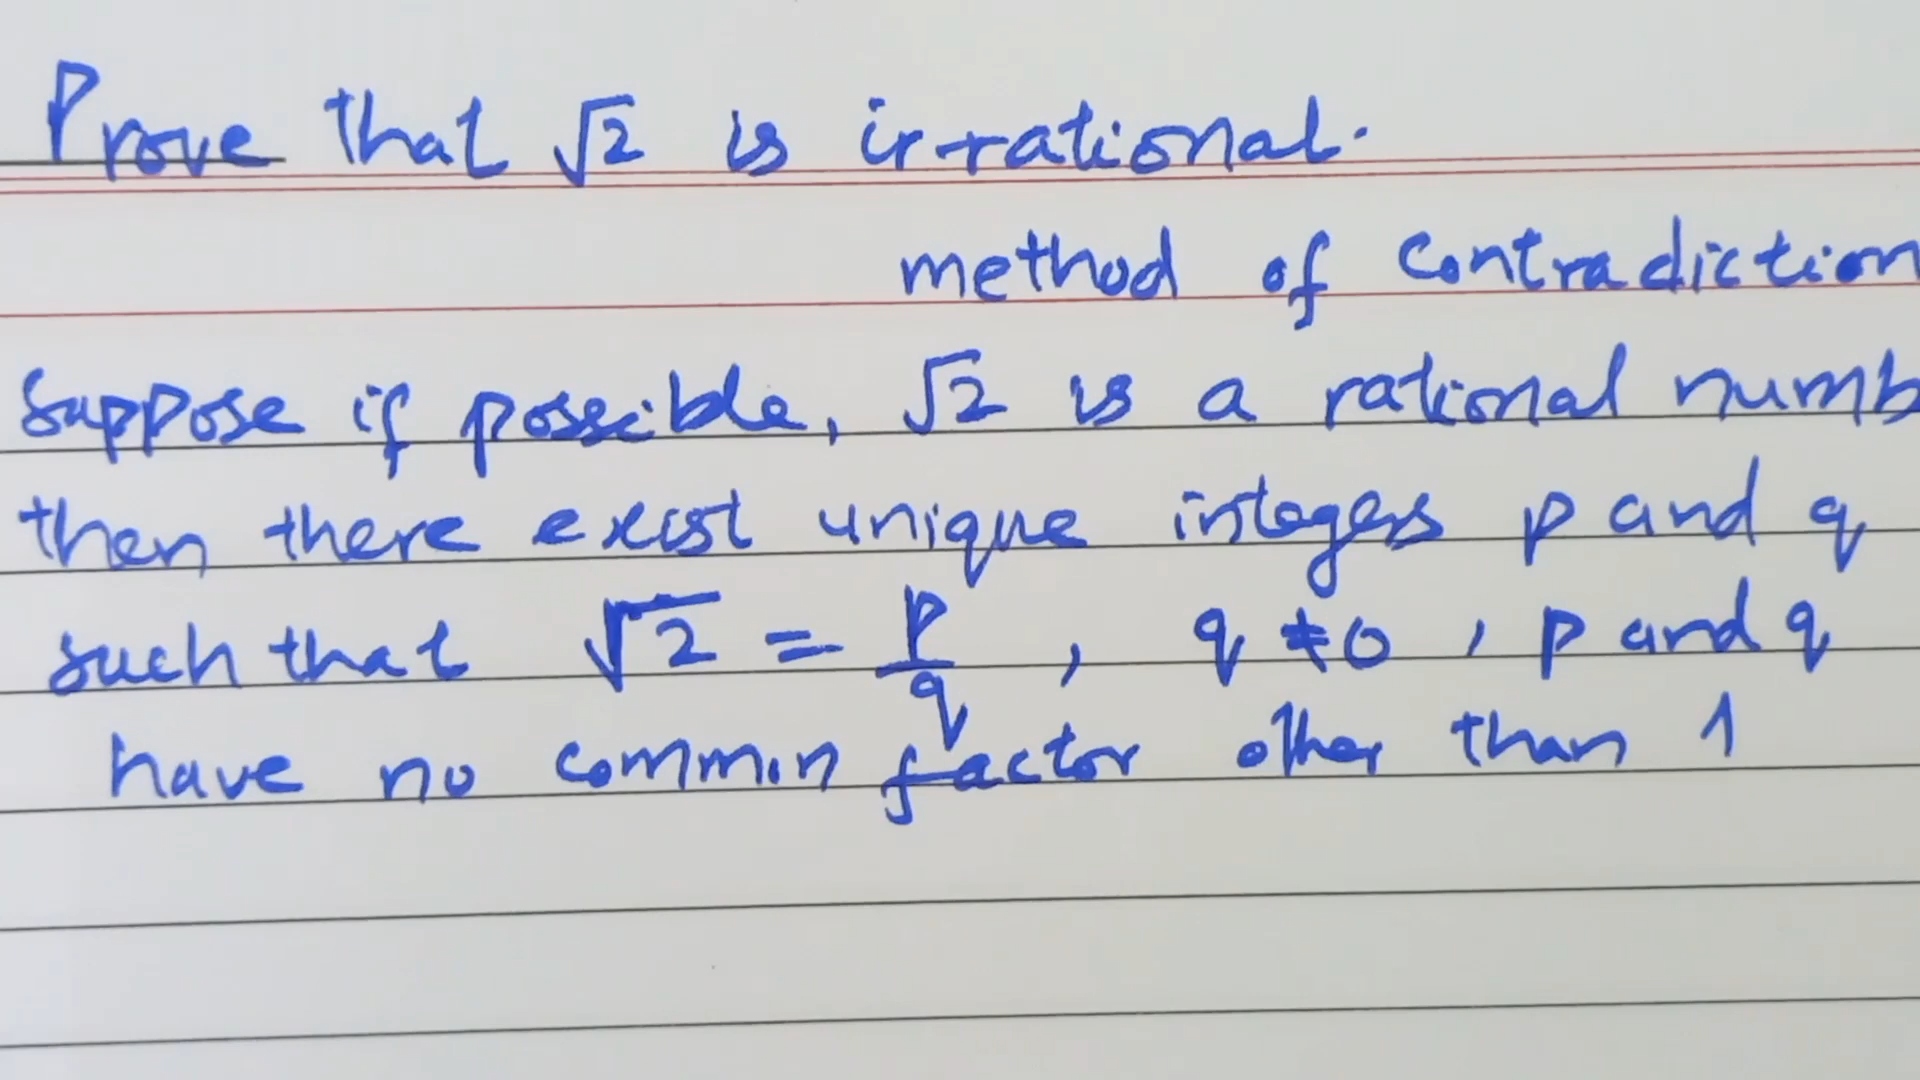 Prove that √2 is irrational.
method of contradiction
Suppose if possible, √2 is a rational numb
then there exist unique integers p and q
such that √2 = p/q , q ≠ 0 , p and q
have no common factor other than 1